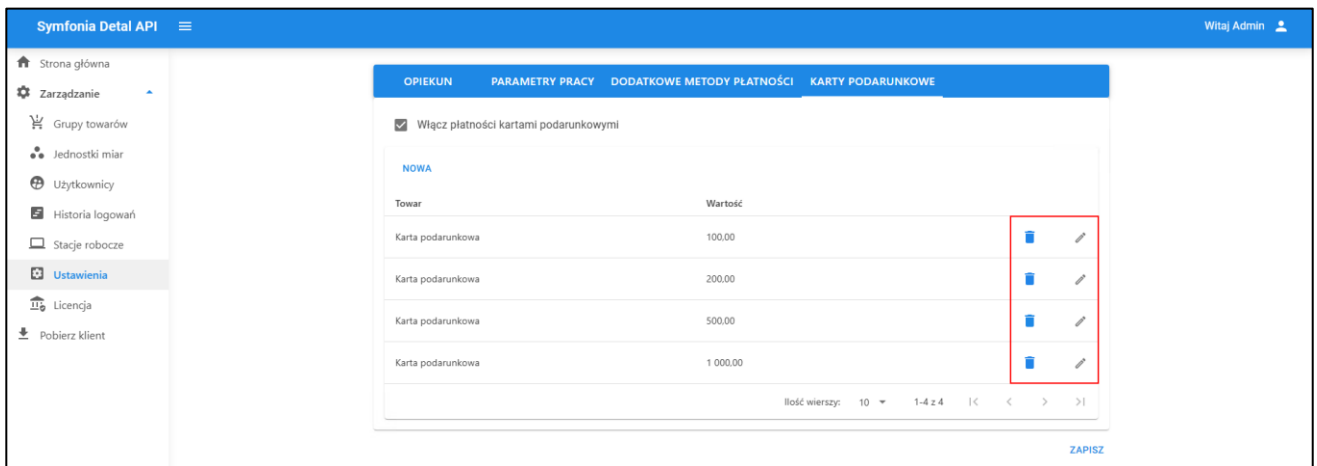 Symfonia Detal API
Witaj Admin
Strona główna
Zarządzanie
Grupy towarów
Jednostki miar
Użytkownicy
Historia logowań
Stacje robocze
Ustawienia
Licencja
Pobierz klient
OPIEKUN PARAMETRY PRACY DODATKOWE METODY PŁATNOŚCI KARTY PODARUNKOWE
Włącz płatności kartami podarunkowymi
NOWA
Towar Wartość
Karta podarunkowa 100,00
Karta podarunkowa 200,00
Karta podarunkowa 500,00
Karta podarunkowa 1 000,00
Ilość wierszy: 10 1-4 z 4
ZAPISZ